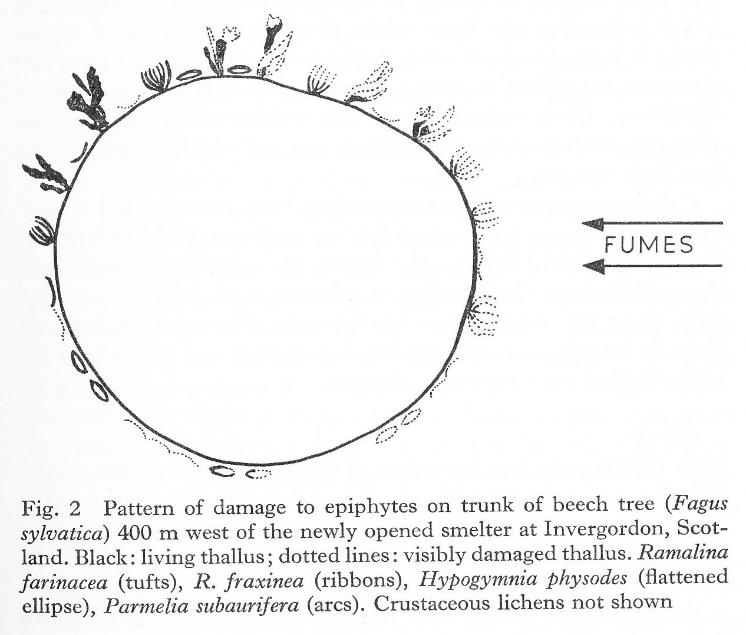 FUMES
Fig. 2 Pattern of damage to epiphytes on trunk of beech tree (Fagus
sylvatica) 400 m west of the newly opened smelter at Invergordon, Scot-
land. Black: living thallus; dotted lines: visibly damaged thallus. Ramalina
farinacea (tufts), R. fraxinea (ribbons), Hypogymnia physodes (flattened
ellipse), Parmelia subaurifera (arcs). Crustaceous lichens not shown